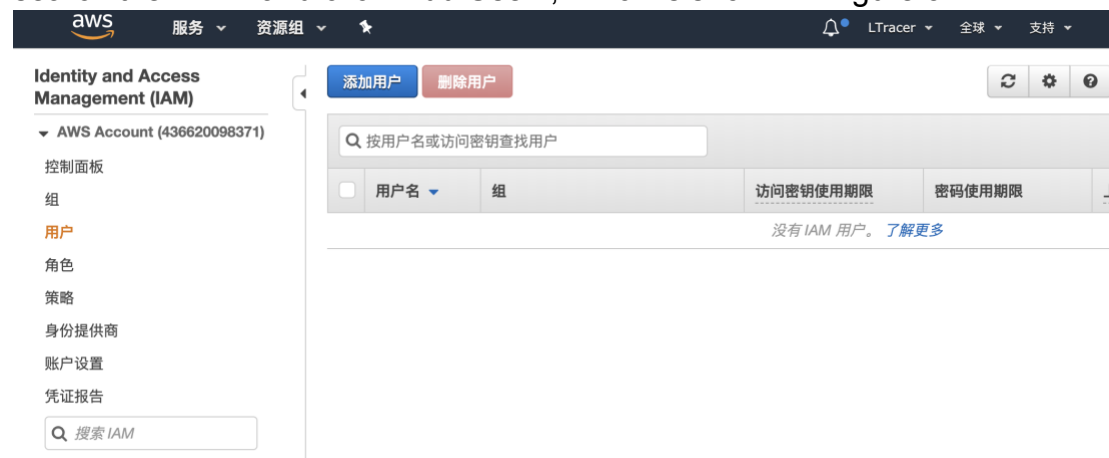 aws 服务 资源组 LTracer 全球 支持
Identity and Access
Management (IAM)
添加用户 删除用户
AWS Account (436620098371)
按用户名或访问密钥查找用户
控制面板
组
用户
角色
策略
身份提供商
账户设置
凭证报告
搜索 IAM
用户名 组 访问密钥使用期限 密码使用期限
没有 IAM 用户。 了解更多